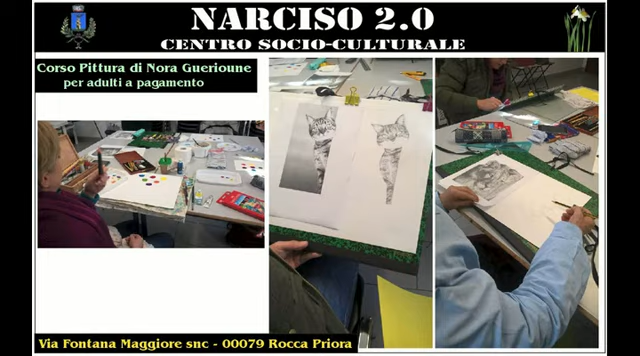 NARCISO 2.0
CENTRO SOCIO-CULTURALE
Corso Pittura di Nora Guerioune
per adulti a pagamento
Via Fontana Maggiore snc - 00079 Rocca Priora